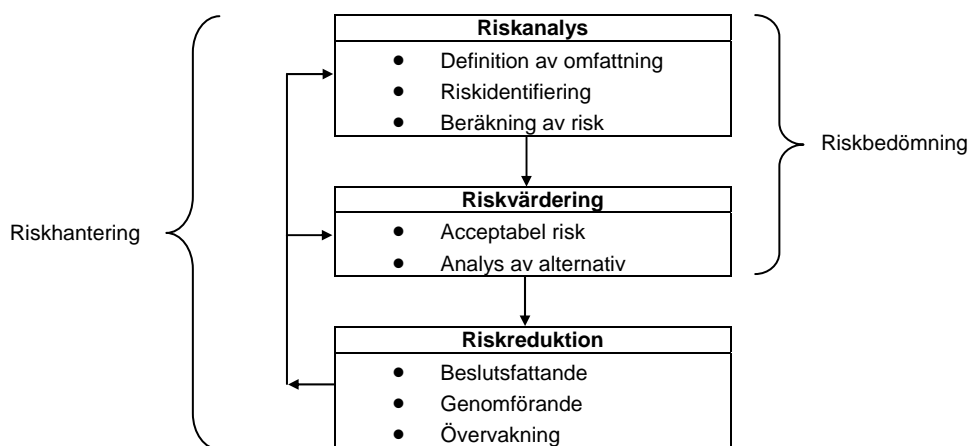 Riskanalys
● Definition av omfattning
● Riskidentifiering
● Beräkning av risk
Riskbedömning
Riskvärdering
● Acceptabel risk
● Analys av alternativ
Riskhantering
Riskreduktion
● Beslutsfattande
● Genomförande
● Övervakning